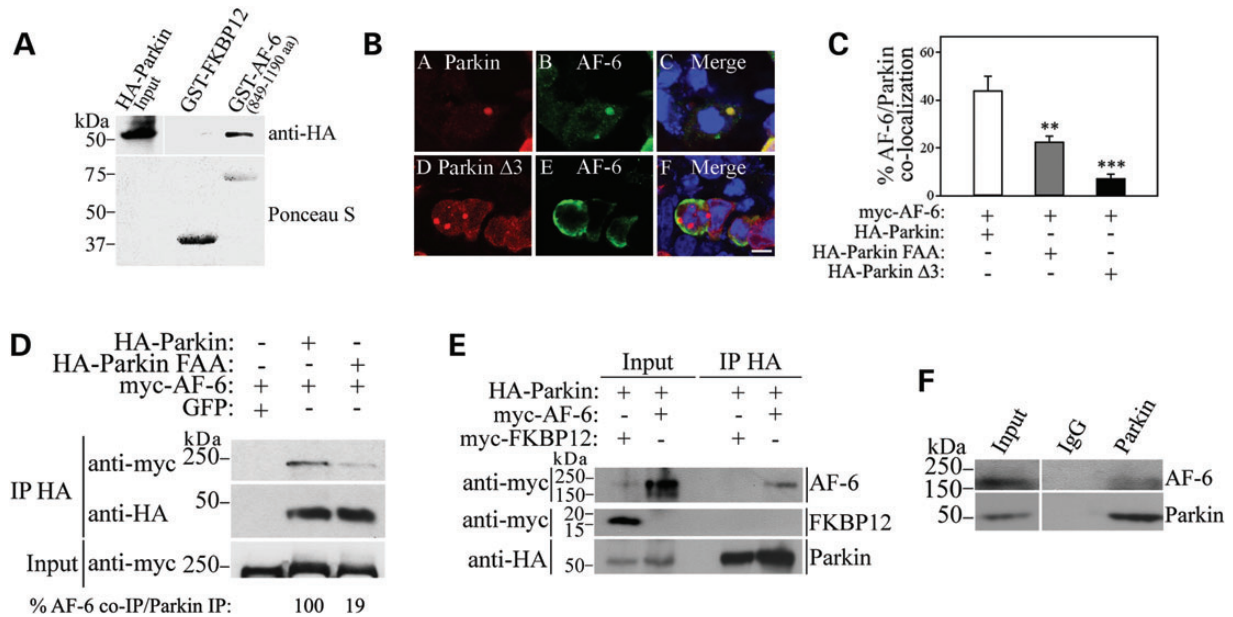 A
HA-Parkin
Input
GST-FKBP12
GST-AF-6
(849-1190 aa)
kDa
50
anti-HA
75
50
37
Ponceau S
B
A Parkin
B AF-6
C Merge
D Parkin Δ3
E AF-6
F Merge
C
% AF-6/Parkin
co-localization
60
40
20
0
**
***
myc-AF-6: + + +
HA-Parkin: + - -
HA-Parkin FAA: - + -
HA-Parkin Δ3: - - +
D
HA-Parkin: - + -
HA-Parkin FAA: - - +
myc-AF-6: + + +
GFP: + - -
kDa
IP HA
anti-myc 250
anti-HA 50
Input anti-myc 250
% AF-6 co-IP/Parkin IP: 100 19
E
Input IP HA
HA-Parkin: + + + +
myc-AF-6: - + - +
myc-FKBP12: + - + -
kDa
anti-myc 250 AF-6
150
anti-myc 20 FKBP12
15
anti-HA 50 Parkin
F
Input
IgG
Parkin
kDa
250
150
AF-6
50
Parkin